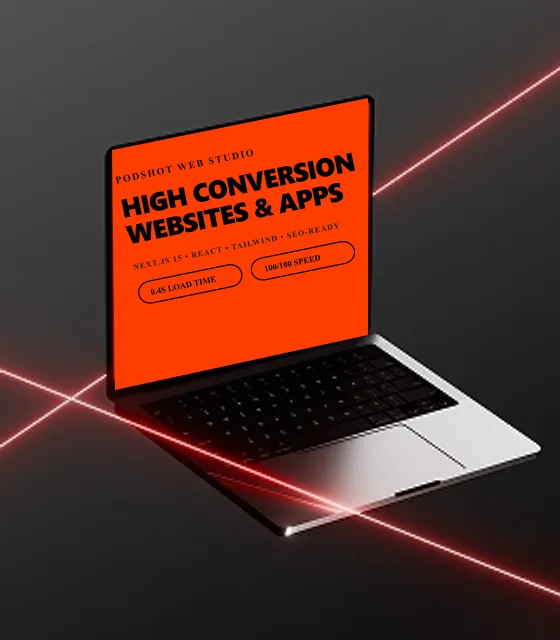 PODSHOT WEB STUDIO
HIGH CONVERSION
WEBSITES & APPS
NEXT.JS 15 • REACT • TAILWIND • SEO-READY
0.4S LOAD TIME
100/100 SPEED